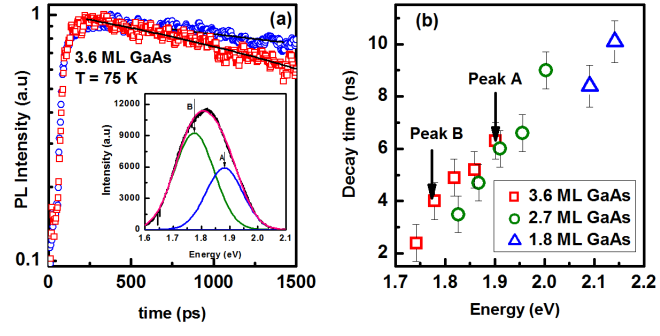 (a)
3.6 ML GaAs
T = 75 K
PL Intensity (a.u)
1
0.1
0
500
1000
1500
time (ps)
Intensity (a.u)
15000
12000
9000
6000
3000
0
B
A
1.6
1.7
1.8
1.9
2.0
2.1
Energy (eV)
(b)
Decay time (ns)
10
8
6
4
2
Peak A
Peak B
3.6 ML GaAs
2.7 ML GaAs
1.8 ML GaAs
1.7
1.8
1.9
2.0
2.1
Energy (eV)